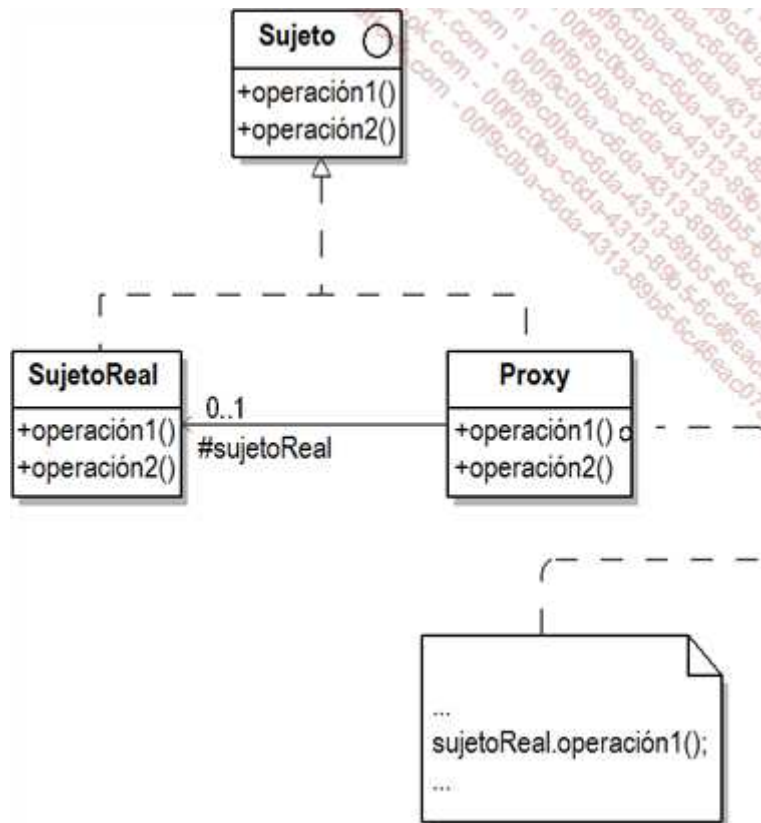 Sujeto
+operación1()
+operación2()
SujetoReal
+operación1()
+operación2()
0..1
#sujetoReal
Proxy
+operación1()
+operación2()
...
sujetoReal.operación1();
...